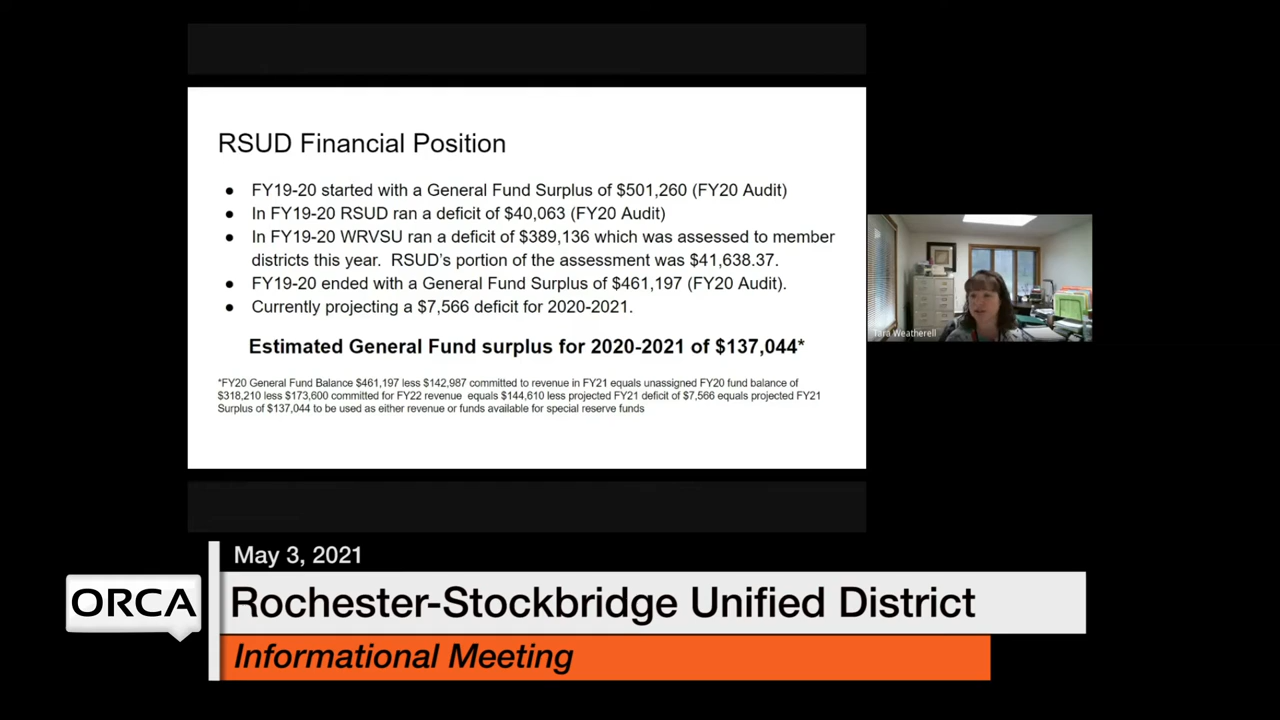 RSUD Financial Position
● FY19-20 started with a General Fund Surplus of $501,260 (FY20 Audit)
● In FY19-20 RSUD ran a deficit of $40,063 (FY20 Audit)
● In FY19-20 WRVSU ran a deficit of $389,136 which was assessed to member
districts this year. RSUD's portion of the assessment was $41,638.37.
● FY19-20 ended with a General Fund Surplus of $461,197 (FY20 Audit).
● Currently projecting a $7,566 deficit for 2020-2021.
Estimated General Fund surplus for 2020-2021 of $137,044*
*FY20 General Fund Balance $461,197 less $142,987 committed to revenue in FY21 equals unassigned FY20 fund balance of
$318,210 less $173,600 committed for FY22 revenue equals $144,610 less projected FY21 deficit of $7,566 equals projected FY21
Surplus of $137,044 to be used as either revenue or funds available for special reserve funds
Tara Weatherell
May 3, 2021
ORCA
Rochester-Stockbridge Unified District
Informational Meeting